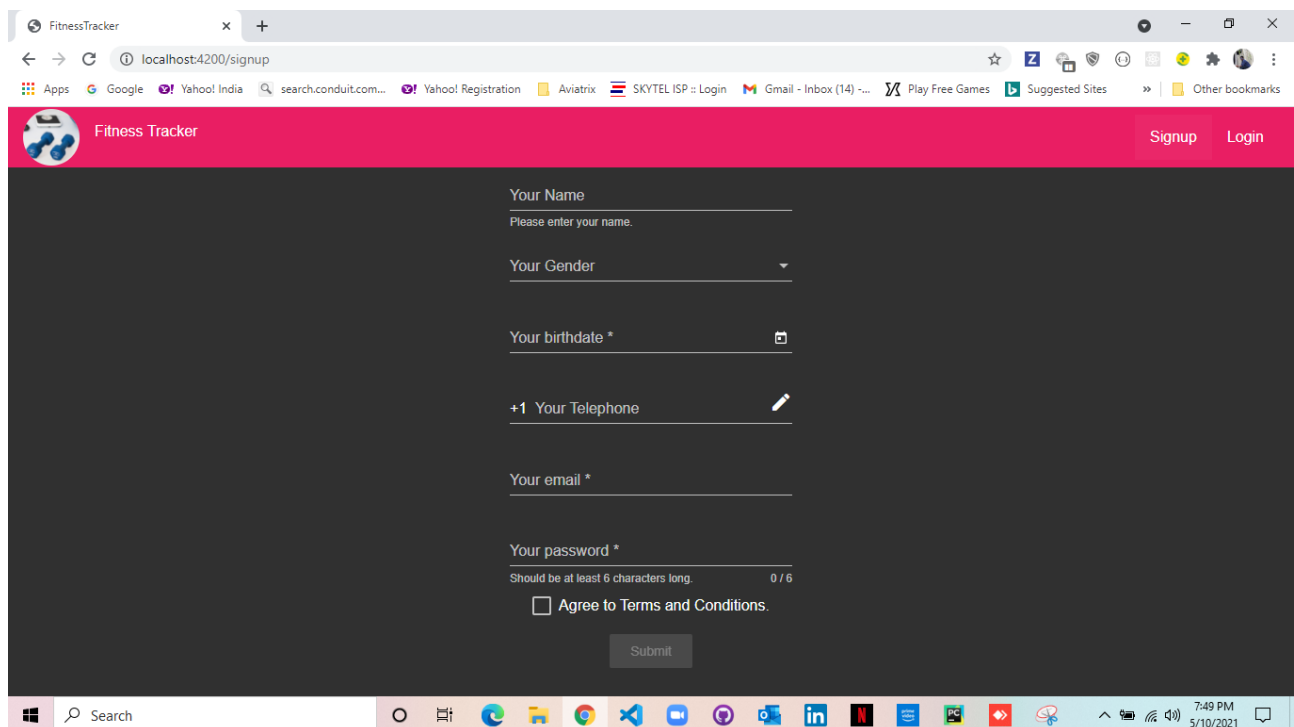 FitnessTracker
localhost:4200/signup
Apps Google Yahoo! India search.conduit.com... Yahoo! Registration Aviatrix SKYTEL ISP :: Login Gmail - Inbox (14) -... Play Free Games Suggested Sites » Other bookmarks
Fitness Tracker Signup Login
Your Name
Please enter your name.
Your Gender
Your birthdate *
+1 Your Telephone
Your email *
Your password *
Should be at least 6 characters long. 0 / 6
Agree to Terms and Conditions.
Submit
Search
7:49 PM
5/10/2021